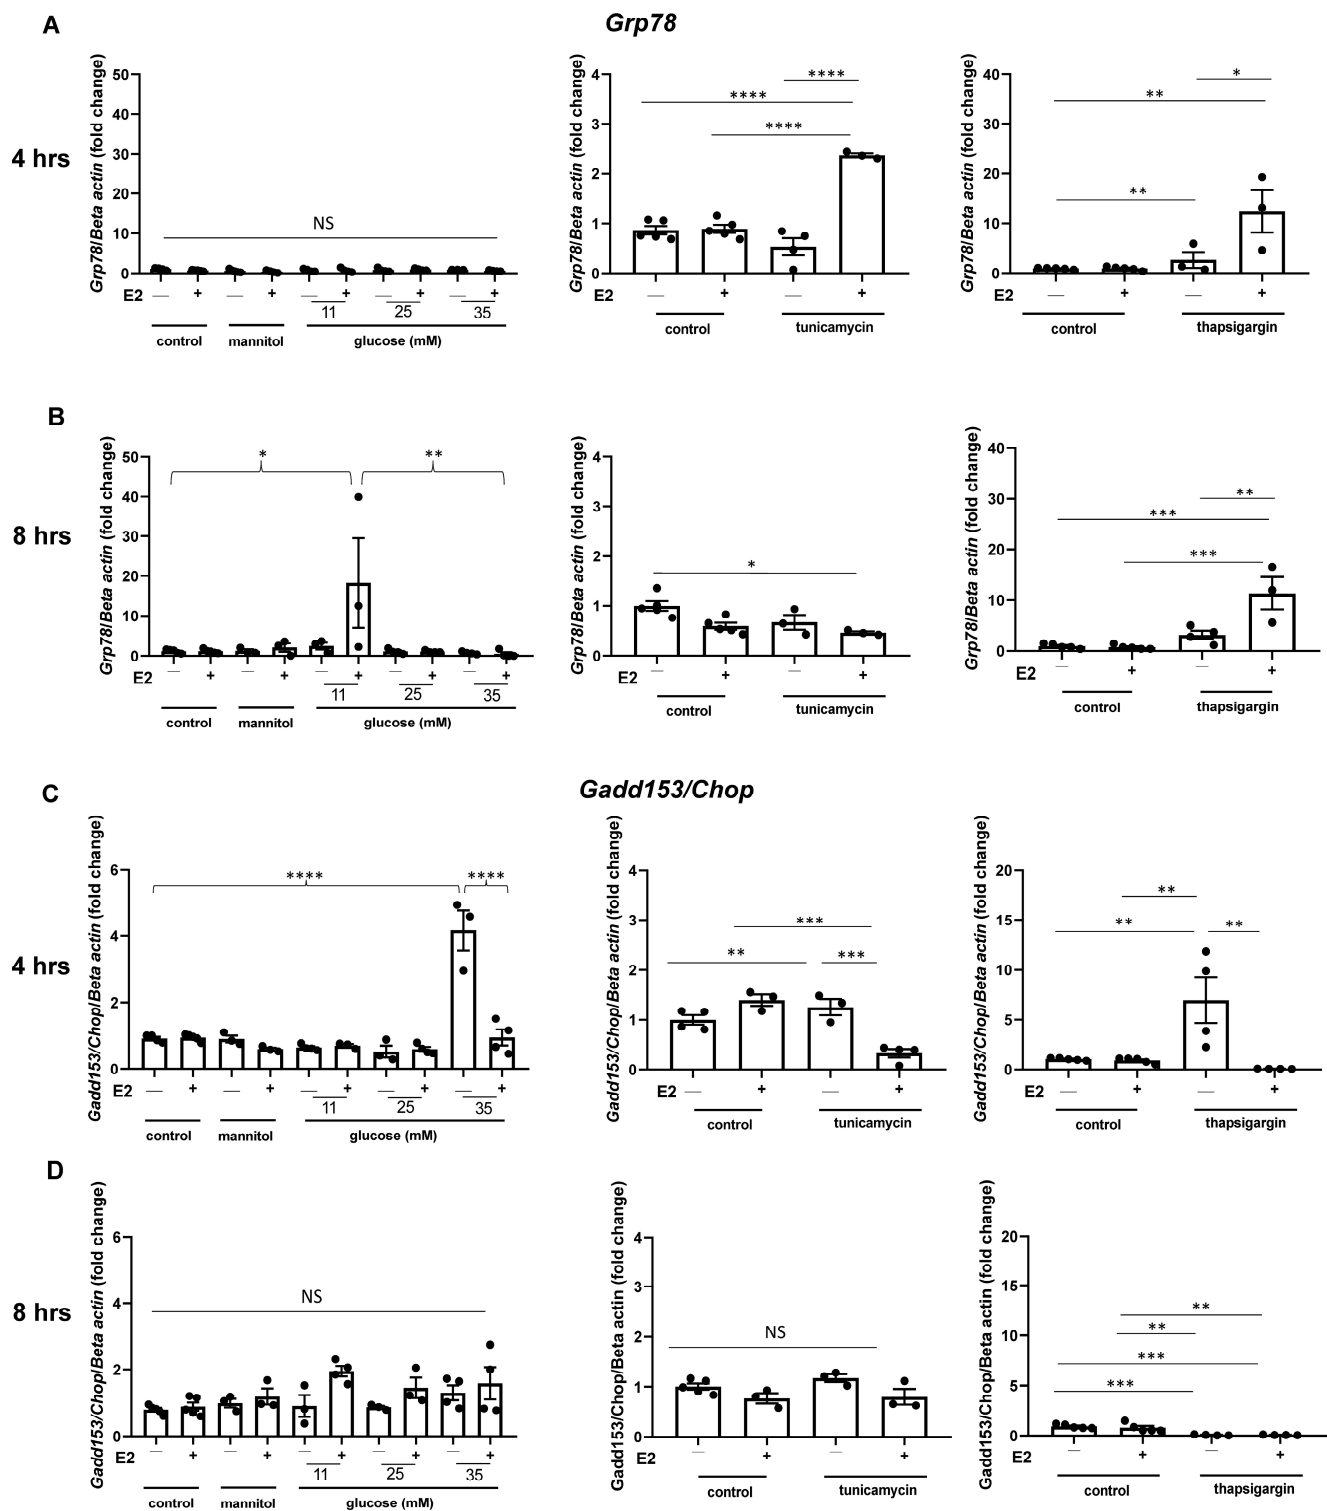 A
Grp78
4 hrs
Grp78/Beta actin (fold change)
50
40
30
20
10
0
NS
E2 — + — + — + — + — +
11 25 35
control mannitol glucose (mM)
Grp78/Beta actin (fold change)
4
3
2
1
0
****
****
****
E2 — + — +
control tunicamycin
Grp78/Beta actin (fold change)
40
30
20
10
0
*
**
**
E2 — + — +
control thapsigargin
B
8 hrs
Grp78/Beta actin (fold change)
50
40
30
20
10
0
* **
E2 — + — + — + — + — +
11 25 35
control mannitol glucose (mM)
Grp78/Beta actin (fold change)
4
3
2
1
0
*
E2 — + — +
control tunicamycin
Grp78/Beta actin (fold change)
40
30
20
10
0
**
***
***
E2 — + — +
control thapsigargin
C
Gadd153/Chop
4 hrs
Gadd153/Chop/Beta actin (fold change)
6
4
2
0
**** ****
E2 — + — + — + — + — +
11 25 35
control mannitol glucose (mM)
Gadd153/Chop/Beta actin (fold change)
4
3
2
1
0
***
** ***
E2 — + — +
control tunicamycin
Gadd153/Chop/Beta actin (fold change)
20
15
10
5
0
**
** **
E2 — + — +
control thapsigargin
D
8 hrs
Gadd153/Chop/Beta actin (fold change)
6
4
2
0
NS
E2 — + — + — + — + — +
11 25 35
control mannitol glucose (mM)
Gadd153/Chop/Beta actin (fold change)
4
3
2
1
0
NS
E2 — + — +
control tunicamycin
Gadd153/Chop/Beta actin (fold change)
20
15
10
5
0
**
**
***
***
E2 — + — +
control thapsigargin